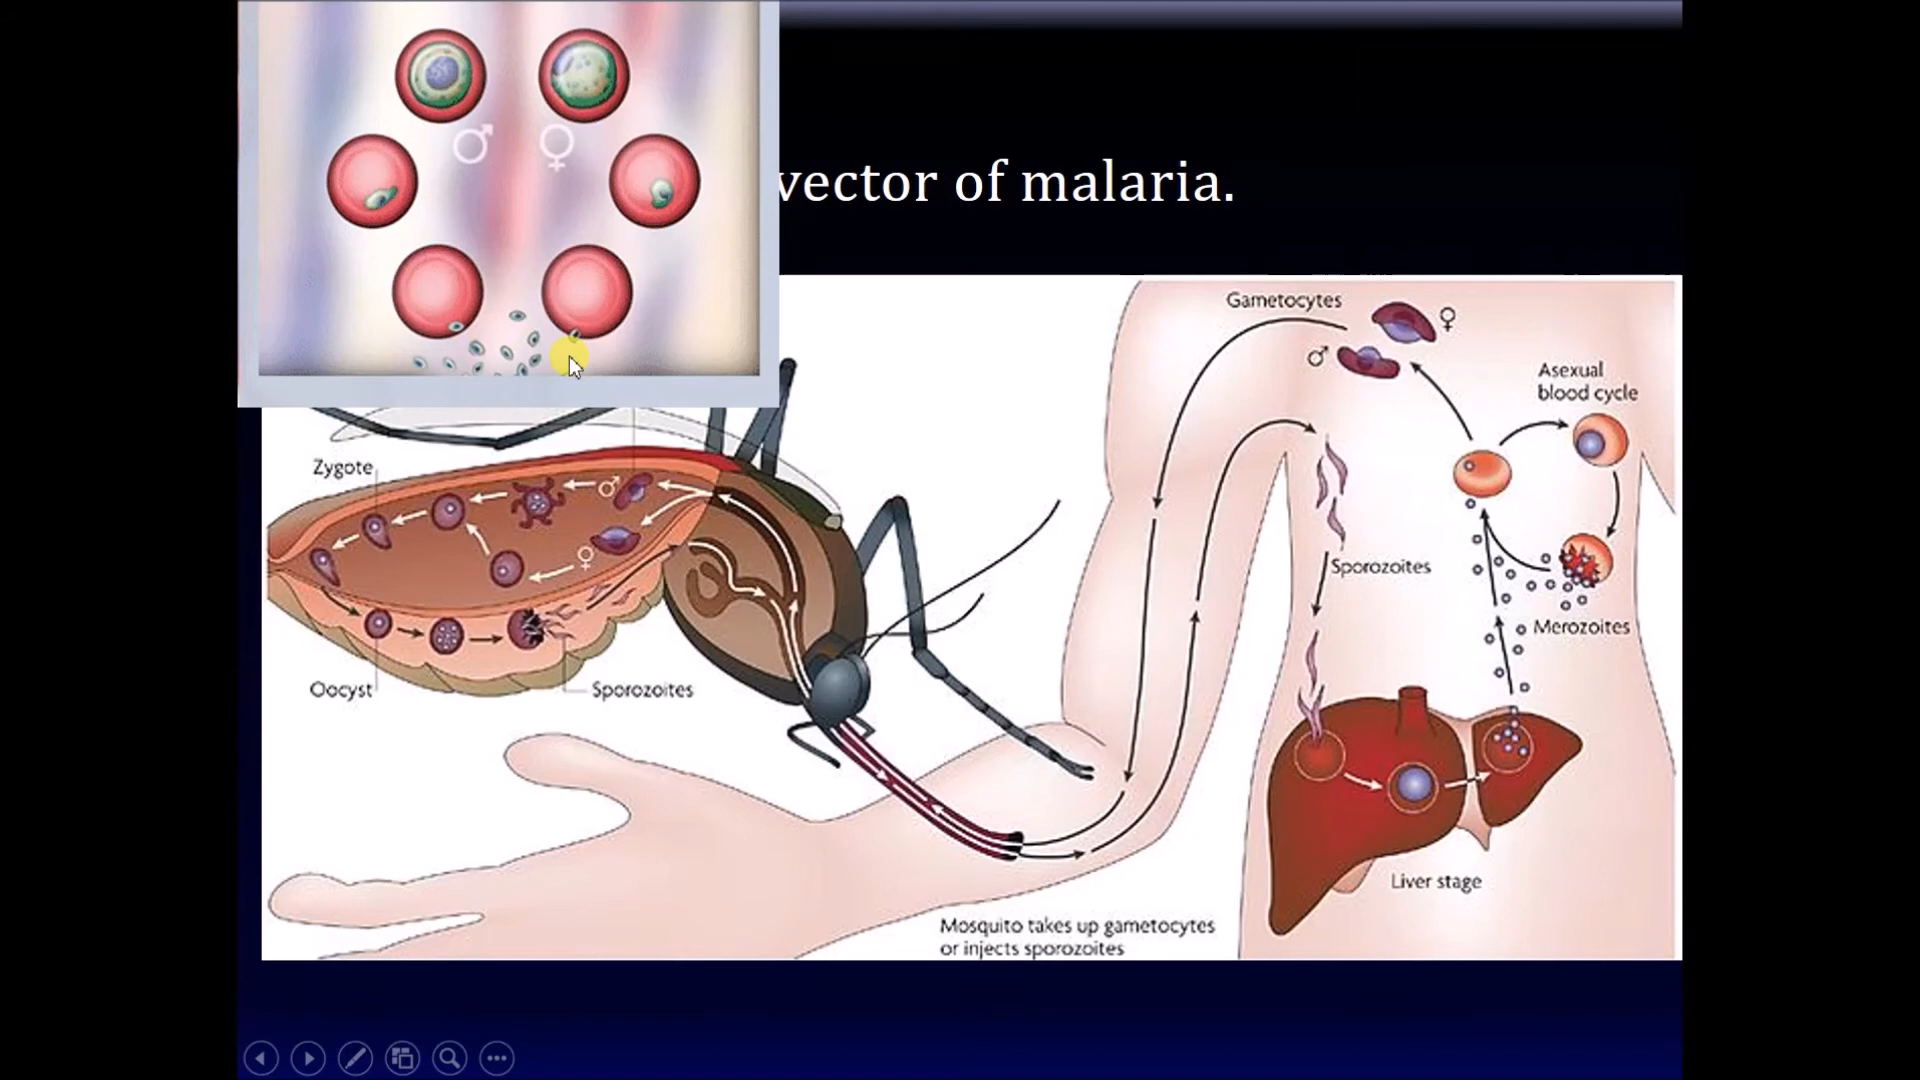 vector of malaria.
Gametocytes
Asexual
blood cycle
Zygote
Sporozoites
Merozoites
Oocyst
Sporozoites
Liver stage
Mosquito takes up gametocytes
or injects sporozoites